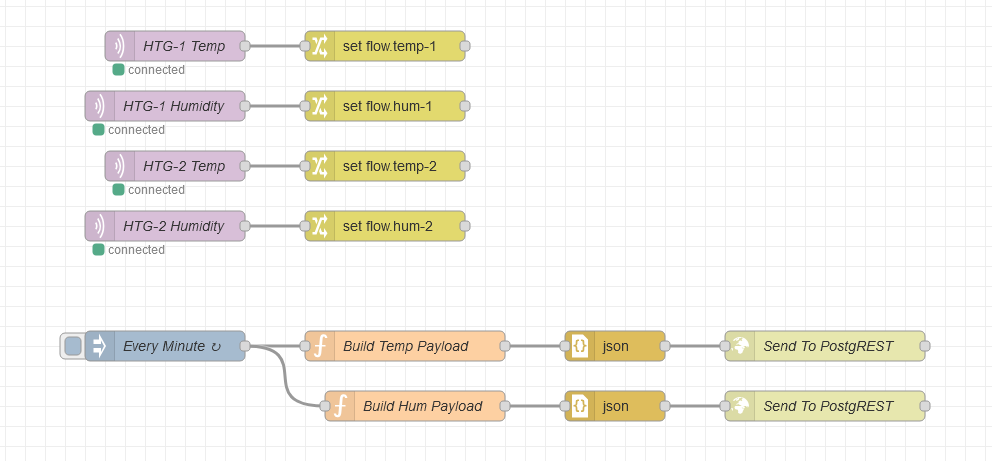 HTG-1 Temp
set flow.temp-1
connected
HTG-1 Humidity
set flow.hum-1
connected
HTG-2 Temp
set flow.temp-2
connected
HTG-2 Humidity
set flow.hum-2
connected
Every Minute ↻
Build Temp Payload
json
Send To PostgREST
Build Hum Payload
json
Send To PostgREST